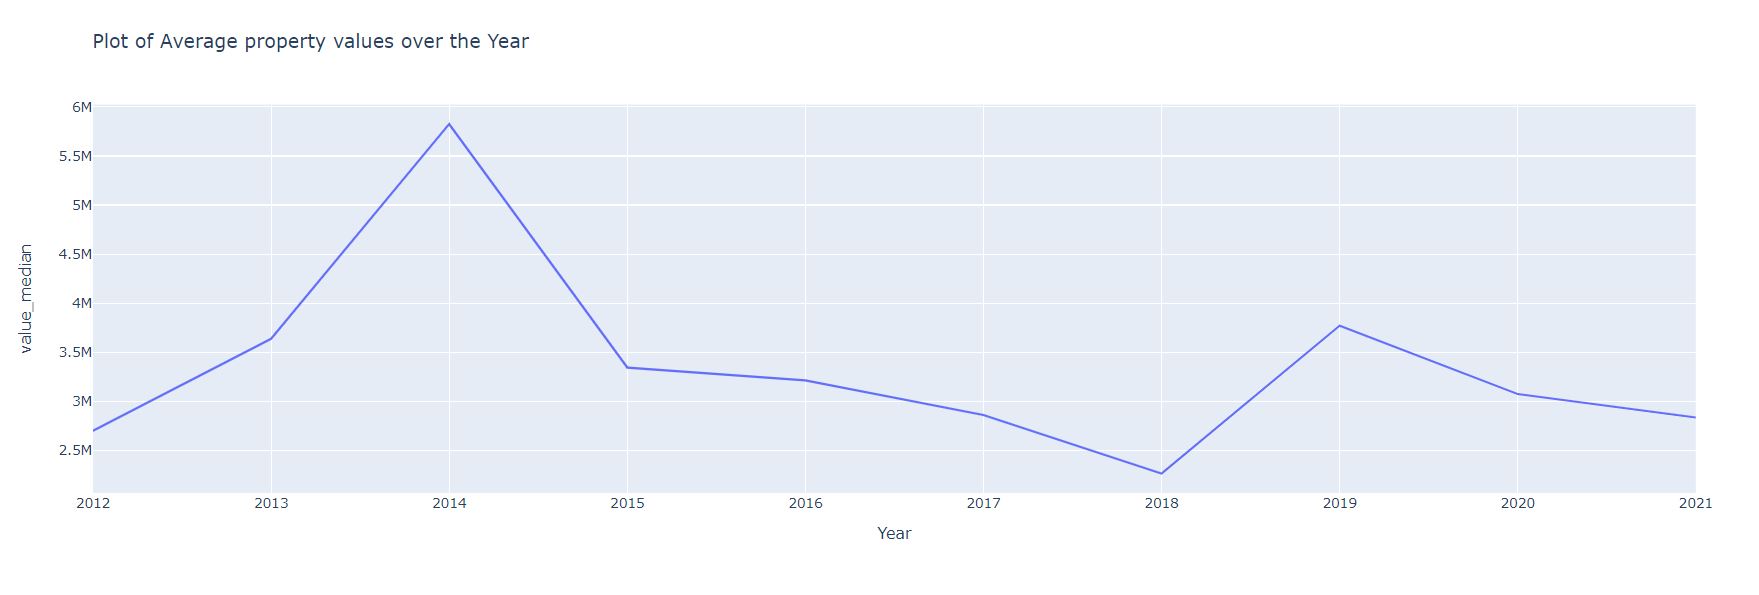 Plot of Average property values over the Year
6M
5.5M
5M
4.5M
4M
3.5M
3M
2.5M
value_median
2012 2013 2014 2015 2016 2017 2018 2019 2020 2021
Year